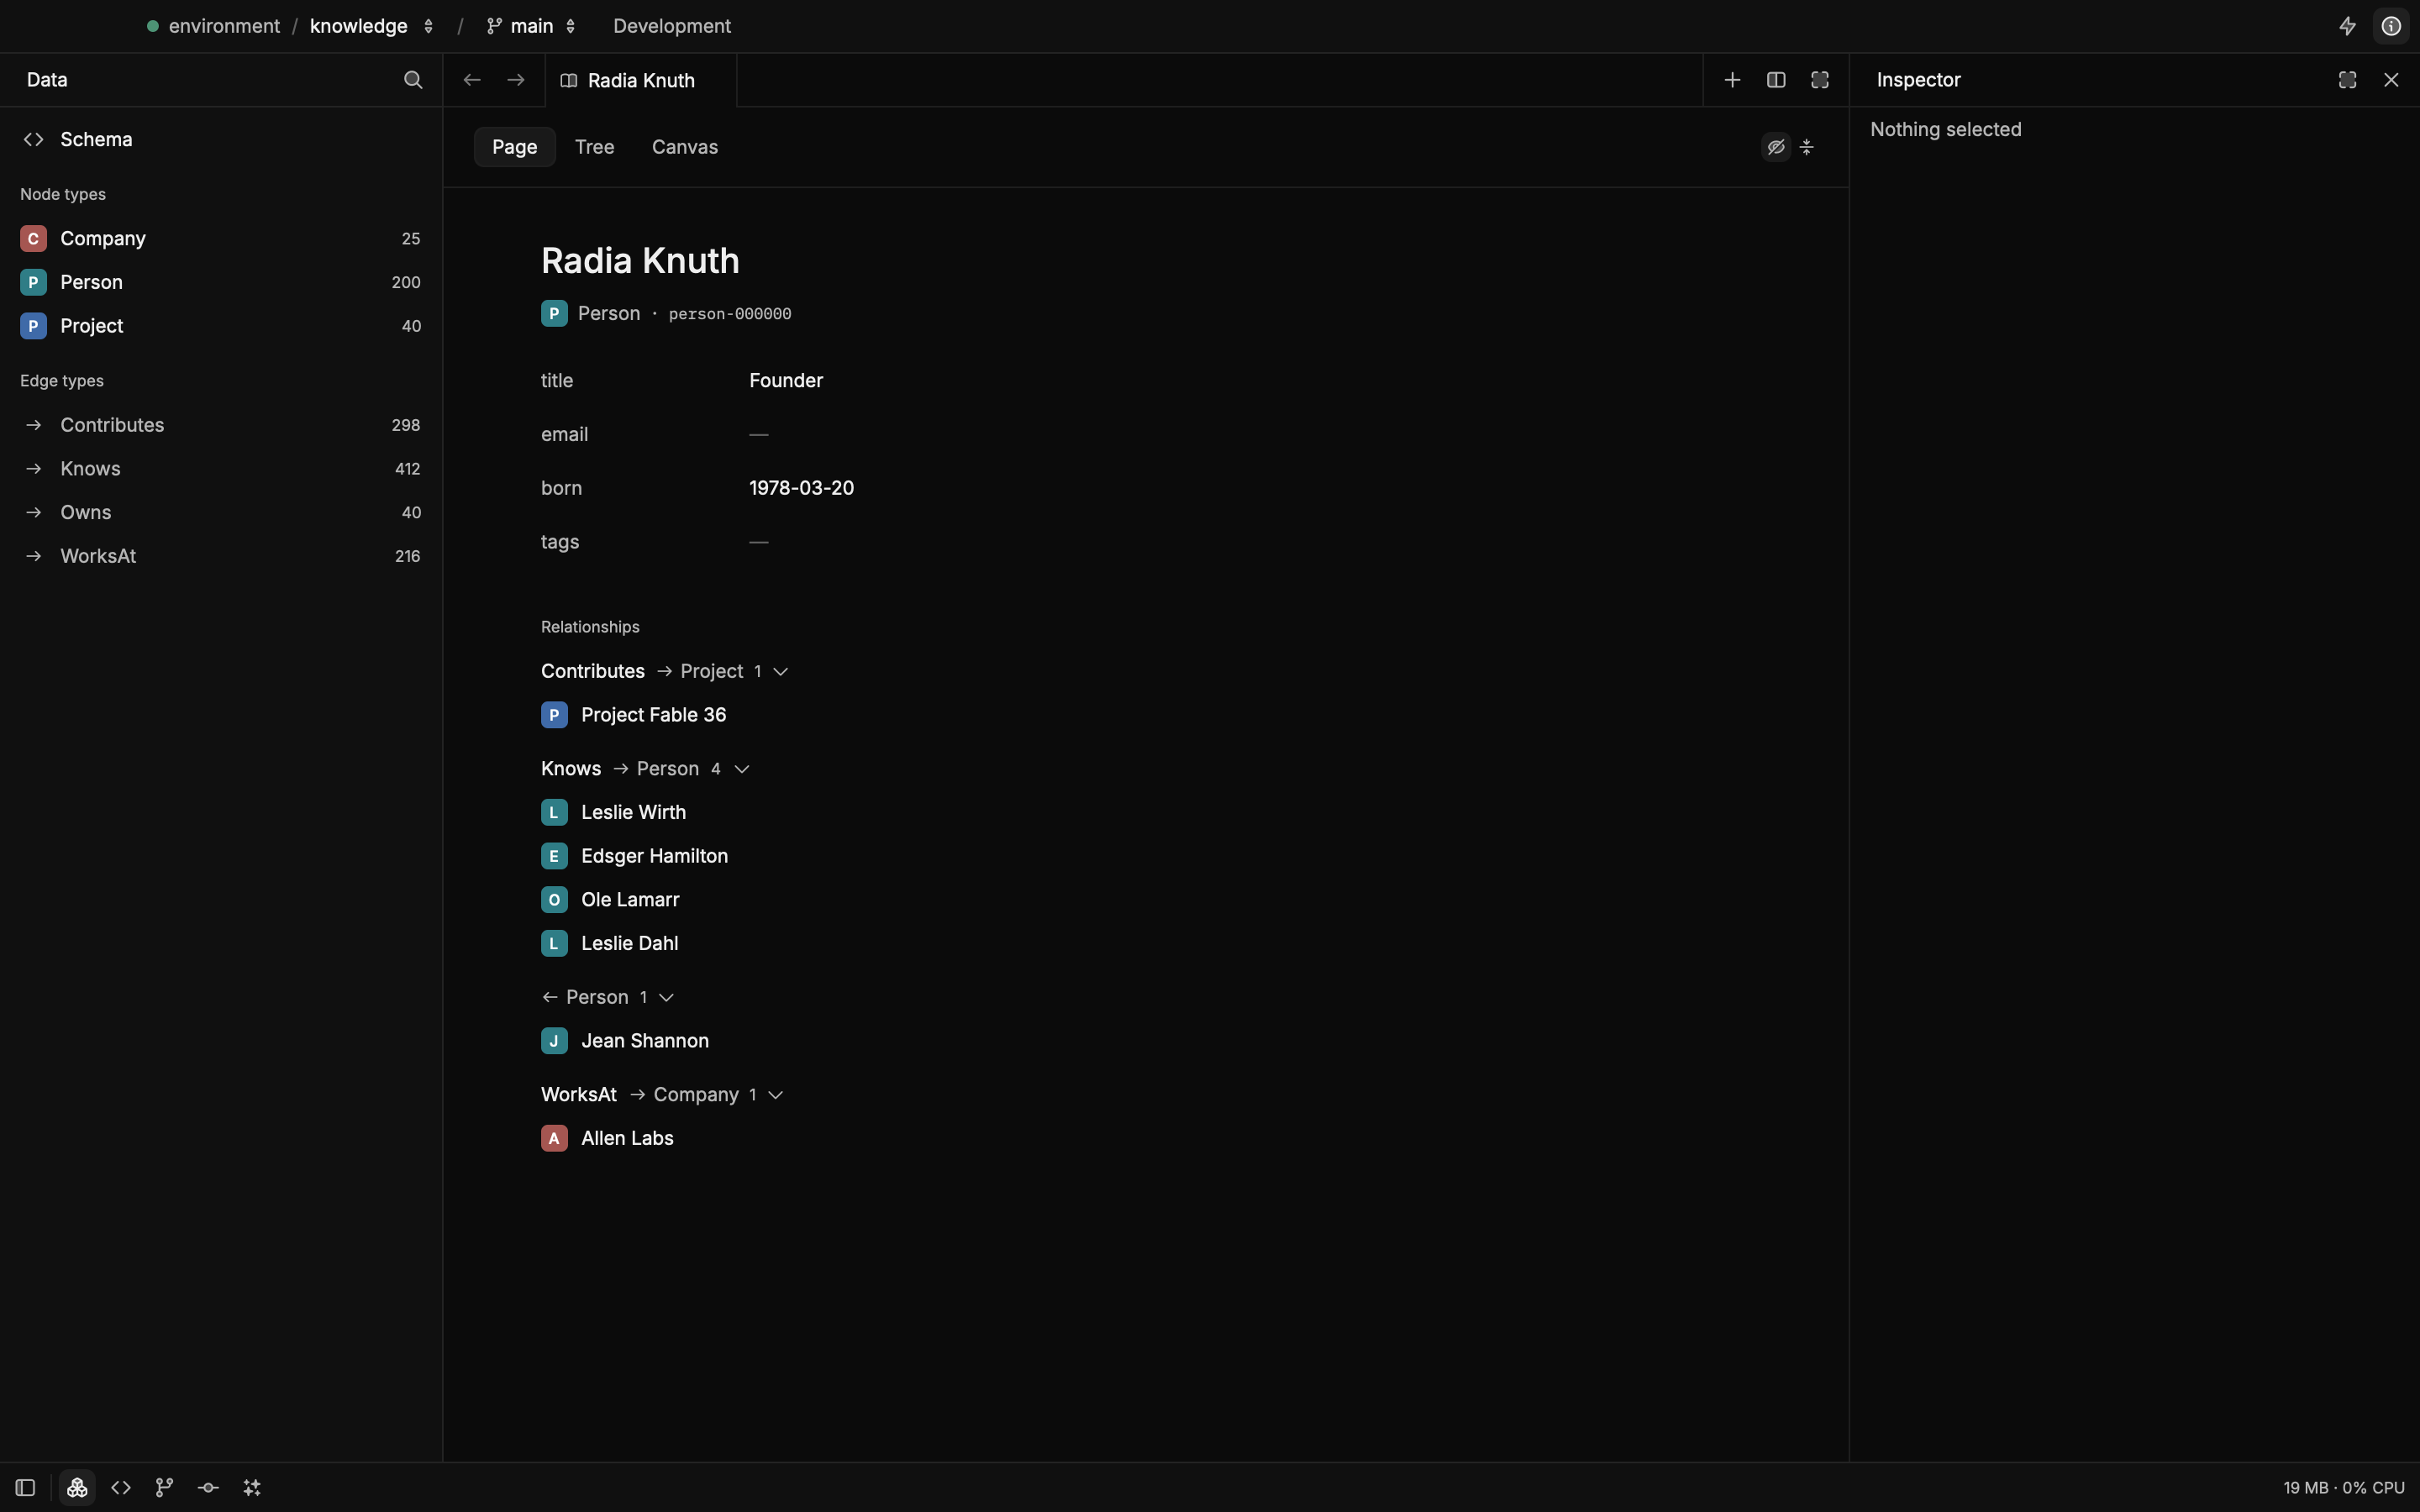 environment / knowledge / main Development
Data
Radia Knuth
Inspector
Schema
Page Tree Canvas
Nothing selected
Node types
C Company 25
P Person 200
P Project 40
Edge types
Contributes 298
Knows 412
Owns 40
WorksAt 216
Radia Knuth
P Person · person-000000
title Founder
email —
born 1978-03-20
tags —
Relationships
Contributes → Project 1
P Project Fable 36
Knows → Person 4
L Leslie Wirth
E Edsger Hamilton
O Ole Lamarr
L Leslie Dahl
← Person 1
J Jean Shannon
WorksAt → Company 1
A Allen Labs
19 MB · 0% CPU